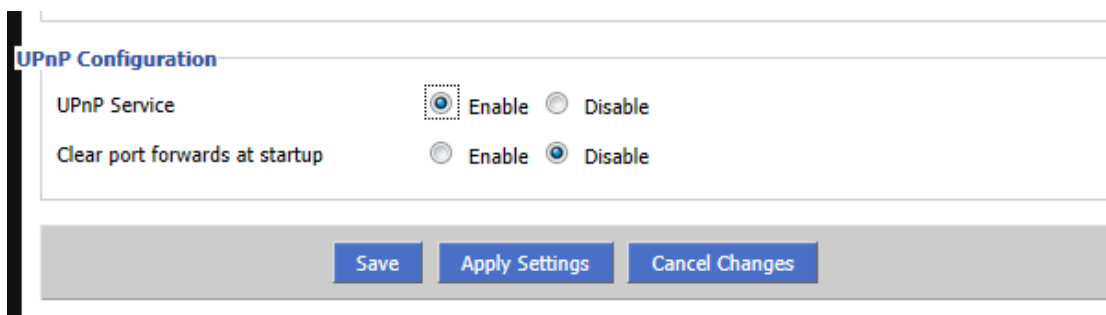 UPnP Configuration
UPnP Service Enable Disable
Clear port forwards at startup Enable Disable
Save Apply Settings Cancel Changes